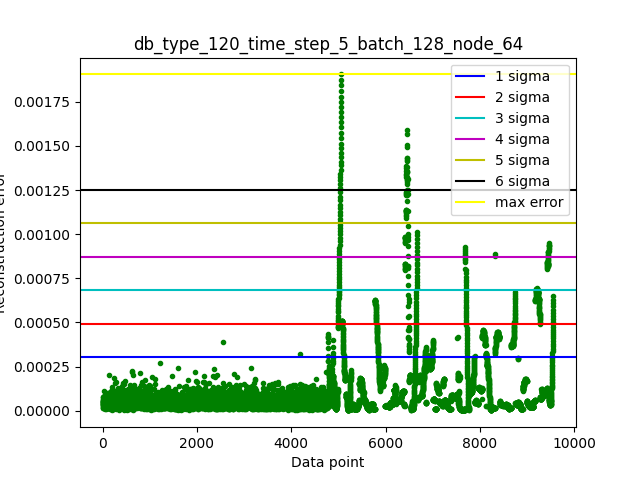 db_type_120_time_step_5_batch_128_node_64
1 sigma
2 sigma
3 sigma
4 sigma
5 sigma
6 sigma
max error
0.00175
0.00150
0.00125
0.00100
0.00075
0.00050
0.00025
0.00000
Reconstruction error
0
2000
4000
6000
8000
10000
Data point